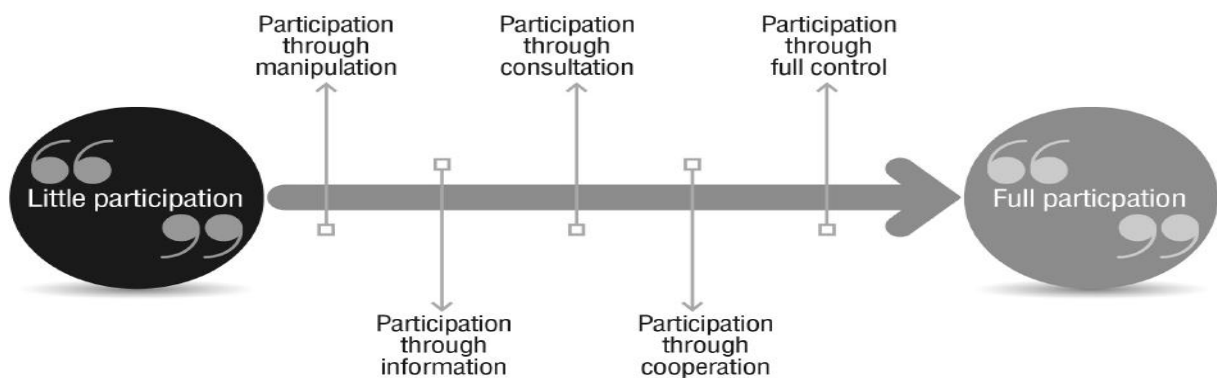 Participation
through
manipulation
Participation
through
consultation
Participation
through
full control
Little participation
Full particpation
Participation
through
information
Participation
through
cooperation